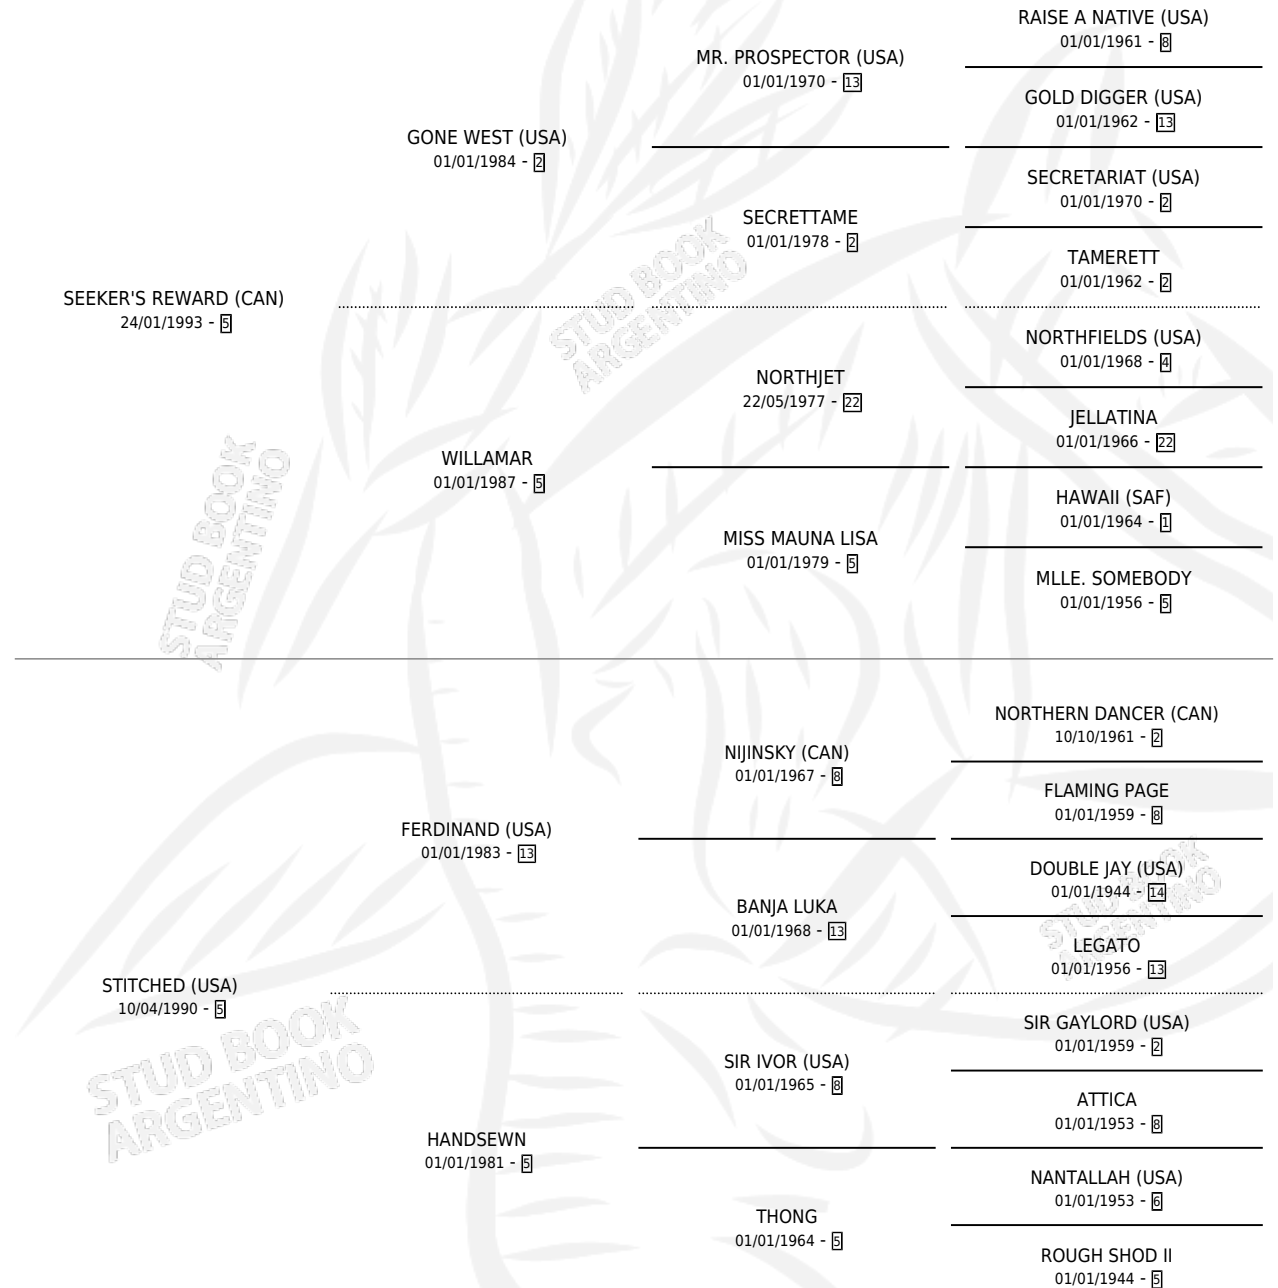 RAISE A NATIVE (USA)
01/01/1961 - 8
MR. PROSPECTOR (USA)
01/01/1970 - 13
GOLD DIGGER (USA)
01/01/1962 - 13
GONE WEST (USA)
01/01/1984 - 2
SECRETARIAT (USA)
01/01/1970 - 2
SECRETTAME
01/01/1978 - 2
TAMERETT
01/01/1962 - 2
SEEKER'S REWARD (CAN)
24/01/1993 - 5
NORTHFIELDS (USA)
01/01/1968 - 4
NORTHJET
22/05/1977 - 22
JELLATINA
01/01/1966 - 22
WILLAMAR
01/01/1987 - 5
HAWAII (SAF)
01/01/1964 - 1
MISS MAUNA LISA
01/01/1979 - 5
MLLE. SOMEBODY
01/01/1956 - 5
NORTHERN DANCER (CAN)
10/10/1961 - 2
NIJINSKY (CAN)
01/01/1967 - 8
FLAMING PAGE
01/01/1959 - 8
FERDINAND (USA)
01/01/1983 - 13
DOUBLE JAY (USA)
01/01/1944 - 14
BANJA LUKA
01/01/1968 - 13
LEGATO
01/01/1956 - 13
STITCHED (USA)
10/04/1990 - 5
SIR GAYLORD (USA)
01/01/1959 - 2
SIR IVOR (USA)
01/01/1965 - 8
ATTICA
01/01/1953 - 8
HANDSEWN
01/01/1981 - 5
NANTALLAH (USA)
01/01/1953 - 6
THONG
01/01/1964 - 5
ROUGH SHOD II
01/01/1944 - 5
STUD BOOK
ARGENTINO
STUD BOOK
ARGENTINO
STUD BOOK
ARGENTINO
STUD BOOK
ARGENTINO